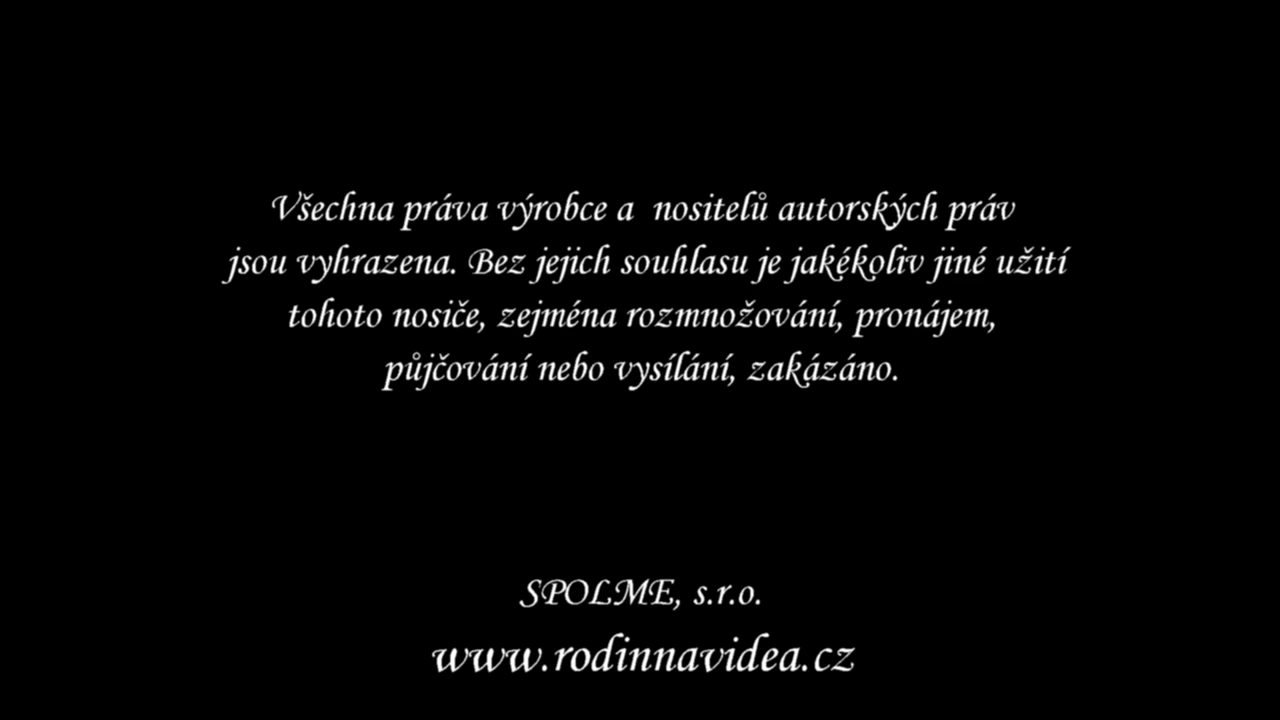 Všechna práva výrobce a nositelů autorských práv
jsou vyhrazena. Bez jejich souhlasu je jakékoliv jiné užití
tohoto nosiče, zejména rozmnožování, pronájem,
půjčování nebo vysílání, zakázáno.
SPOLME, s.r.o.
www.rodinnavidea.cz